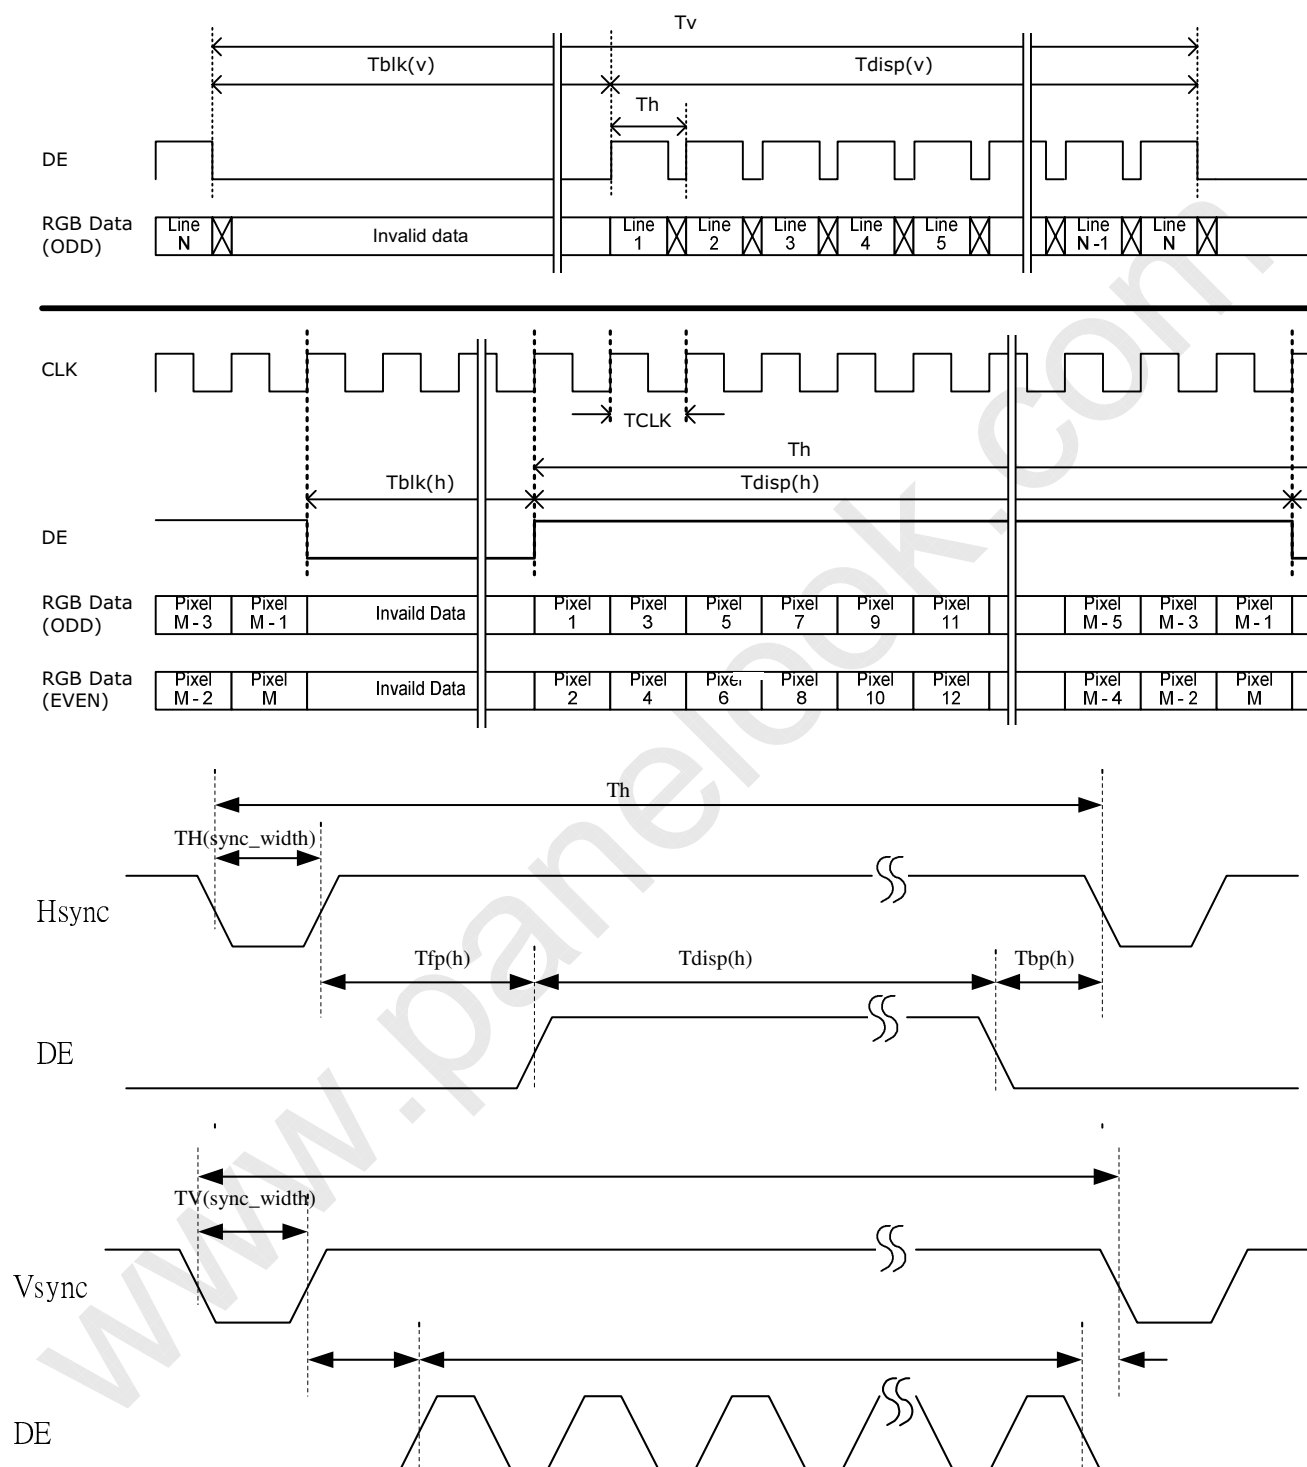 Tv
Tblk(v) Tdisp(v)
Th
DE
RGB Data (ODD)
Line N Invalid data Line 1 Line 2 Line 3 Line 4 Line 5 Line N-1 Line N
CLK
TCLK
Th
Tblk(h) Tdisp(h)
DE
RGB Data (ODD)
Pixel M-3 Pixel M-1 Invaild Data Pixel 1 Pixel 3 Pixel 5 Pixel 7 Pixel 9 Pixel 11 Pixel M-5 Pixel M-3 Pixel M-1
RGB Data (EVEN)
Pixel M-2 Pixel M Invaild Data Pixel 2 Pixel 4 Pixel 6 Pixel 8 Pixel 10 Pixel 12 Pixel M-4 Pixel M-2 Pixel M
Th
TH(sync_width)
Hsync
Tfp(h) Tdisp(h) Tbp(h)
DE
TV(sync_width)
Vsync
DE
www.panelook.com